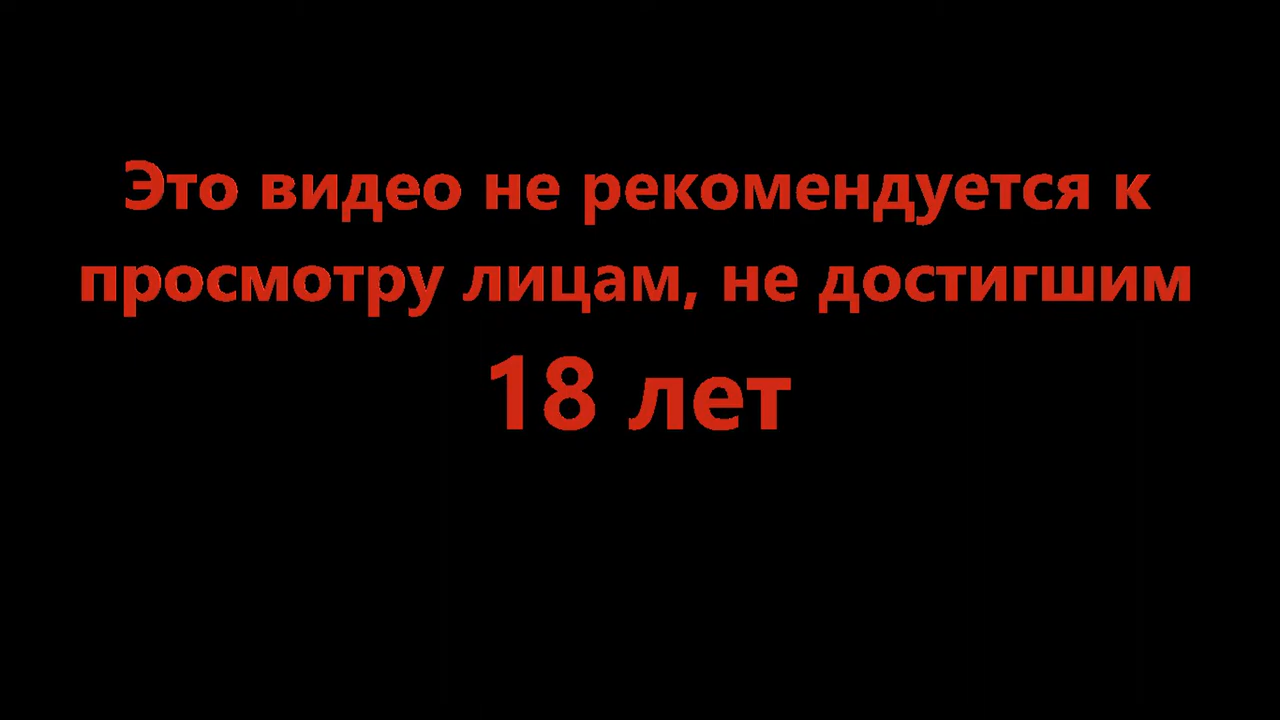 Это видео не рекомендуется к
просмотру лицам, не достигшим
18 лет